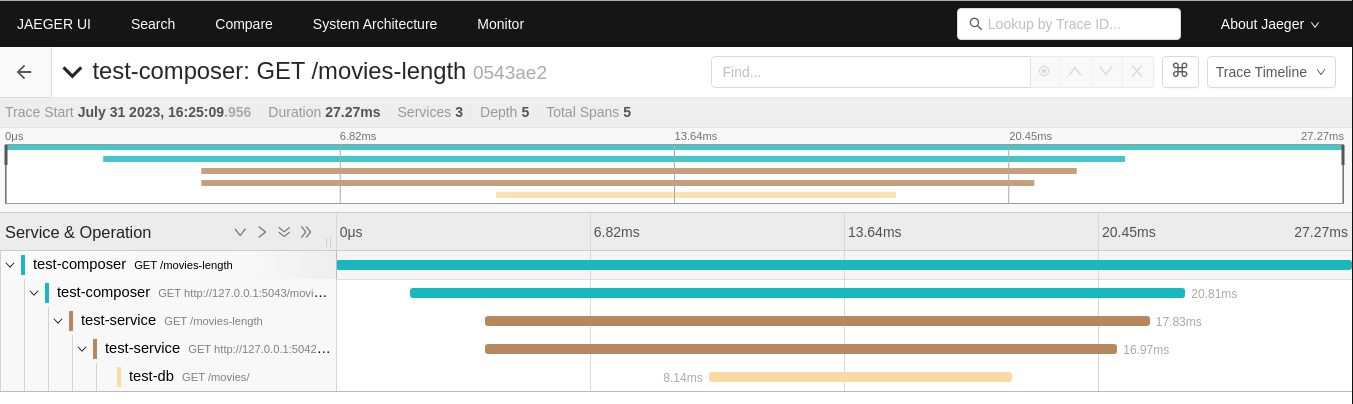 JAEGER UI Search Compare System Architecture Monitor Lookup by Trace ID... About Jaeger
test-composer: GET /movies-length 0543ae2 Find... ⌘ Trace Timeline
Trace Start July 31 2023, 16:25:09.956 Duration 27.27ms Services 3 Depth 5 Total Spans 5
0μs 6.82ms 13.64ms 20.45ms 27.27ms
Service & Operation 0μs 6.82ms 13.64ms 20.45ms 27.27ms
test-composer GET /movies-length
test-composer GET http://127.0.0.1:5043/movi… 20.81ms
test-service GET /movies-length 17.83ms
test-service GET http://127.0.0.1:5042… 16.97ms
test-db GET /movies/ 8.14ms